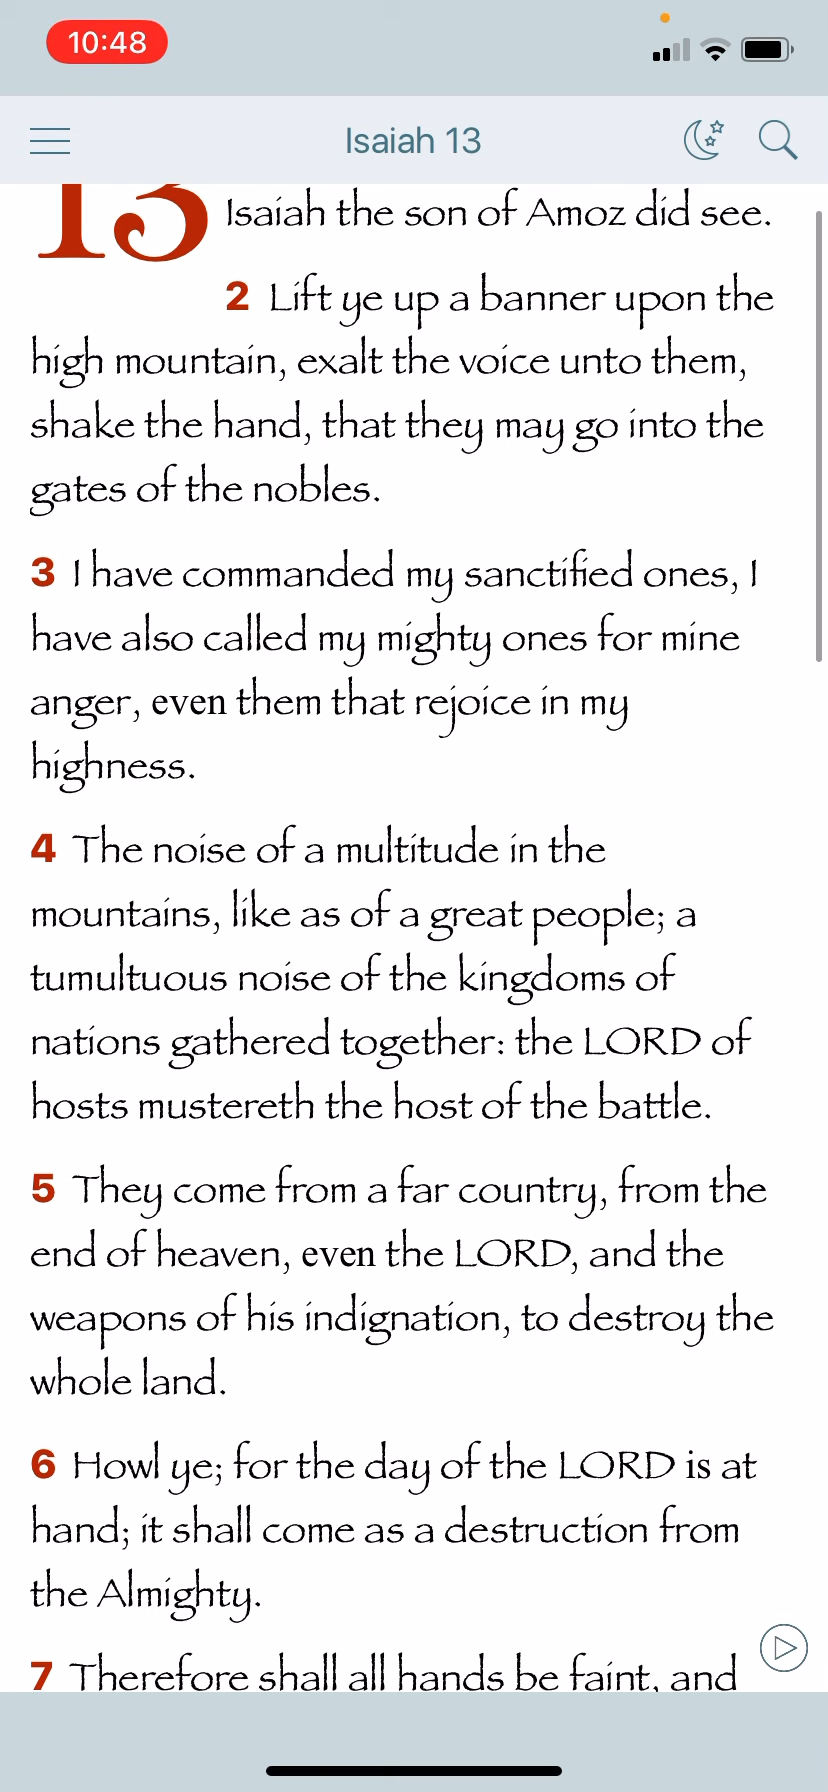 10:48
Isaiah 13
13 Isaiah the son of Amoz did see.
2 Lift ye up a banner upon the
high mountain, exalt the voice unto them,
shake the hand, that they may go into the
gates of the nobles.
3 I have commanded my sanctified ones, I
have also called my mighty ones for mine
anger, even them that rejoice in my
highness.
4 The noise of a multitude in the
mountains, like as of a great people; a
tumultuous noise of the kingdoms of
nations gathered together: the LORD of
hosts mustereth the host of the battle.
5 They come from a far country, from the
end of heaven, even the LORD, and the
weapons of his indignation, to destroy the
whole land.
6 Howl ye; for the day of the LORD is at
hand; it shall come as a destruction from
the Almighty.
7 Therefore shall all hands be faint, and